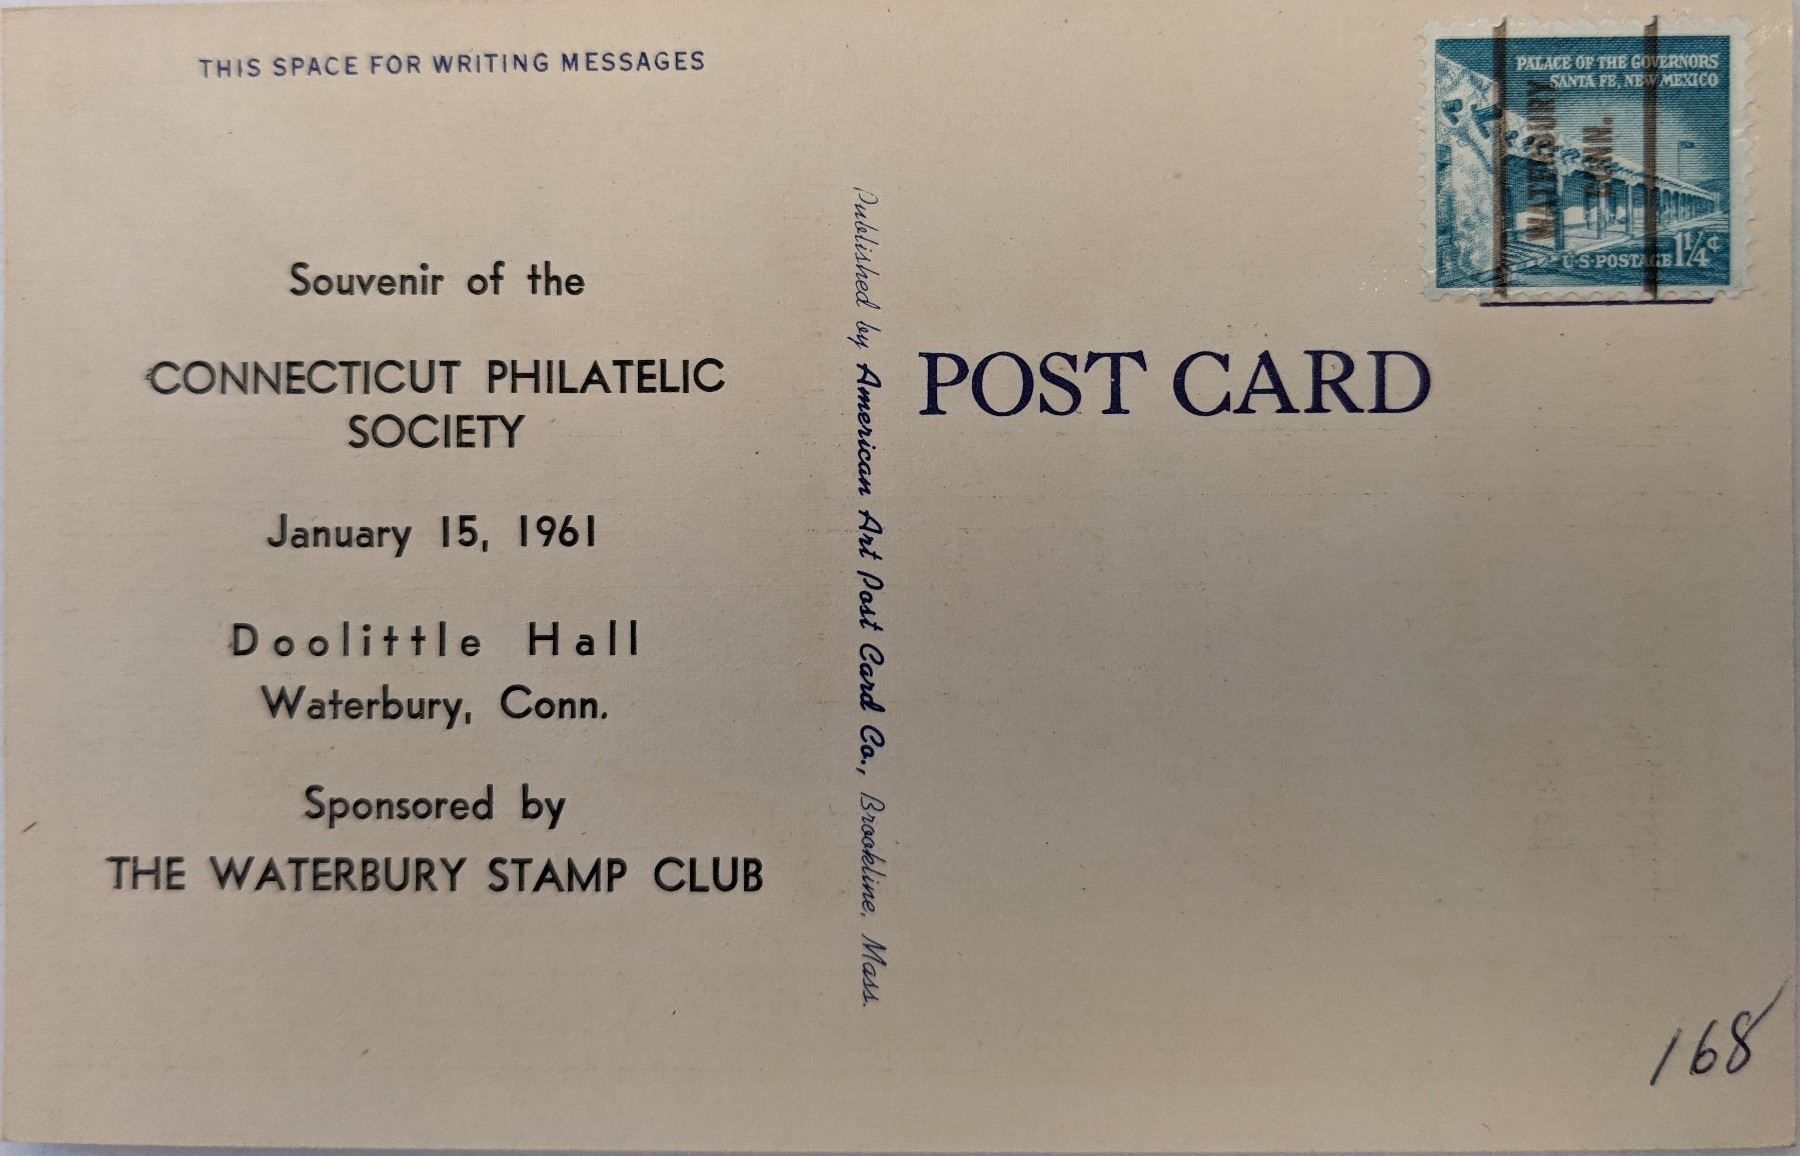 THIS SPACE FOR WRITING MESSAGES
Souvenir of the
CONNECTICUT PHILATELIC
SOCIETY
January 15, 1961
Doolittle Hall
Waterbury, Conn.
Sponsored by
THE WATERBURY STAMP CLUB
Published by American Art Post Card Co., Brookline, Mass.
POST CARD
PALACE OF THE GOVERNORS
SANTA FE, NEW MEXICO
WATERBURY
CONN.
U·S·POSTAGE 1¼¢
168